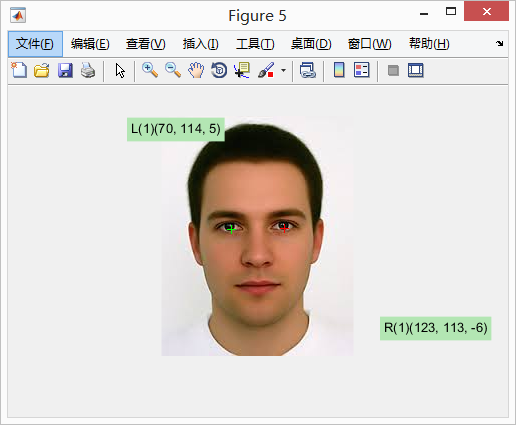 Figure 5
文件(F) 编辑(E) 查看(V) 插入(I) 工具(T) 桌面(D) 窗口(W) 帮助(H)
L(1)(70, 114, 5)
R(1)(123, 113, -6)